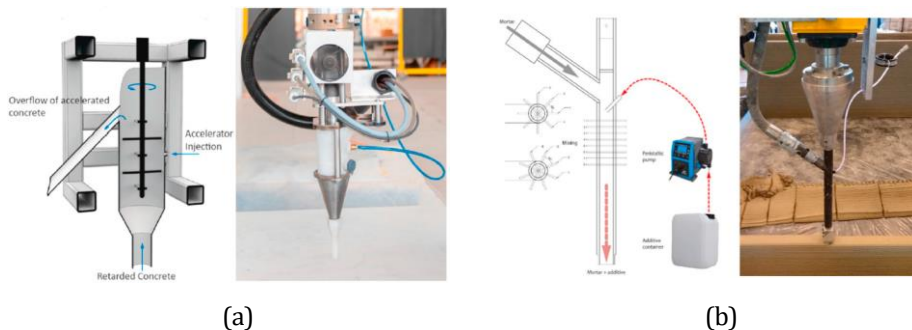 Overflow of accelerated
concrete
Accelerator
Injection
Retarded Concrete
(a)
Mortar
Mixing
Peristaltic
pump
Additive
container
Mortar + additive
(b)